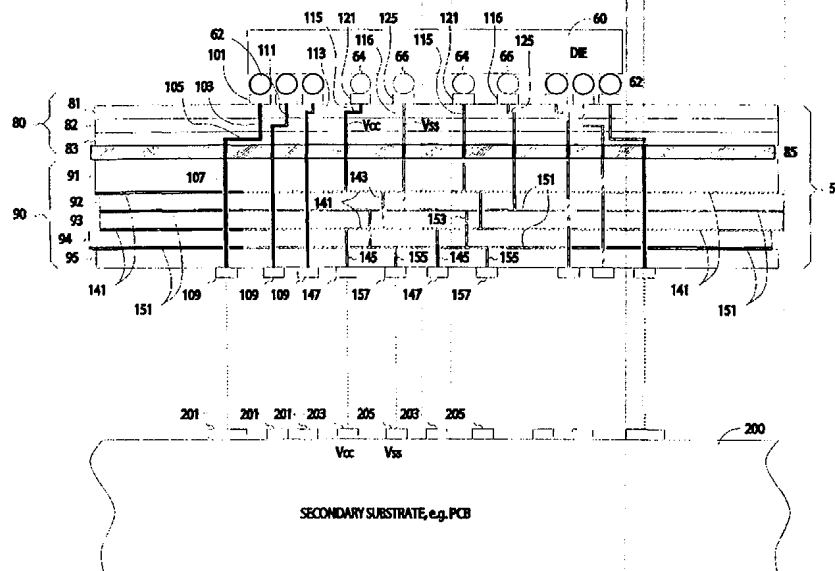 115 121 125 121 116 60
62 116 115
101 111 113 64 66 64 66 125 DIE 62
81
105 103
80 82 Vcc Vss
83 85
91
107 143 5
92 151
90 141
93 153
94
95 145 155 145 155
109 109 147 157 147 157
141 141
151 151
201 201 201 203 205 203 205 200
Vcc Vss
SECONDARY SUBSTRATE, e.g. PCB